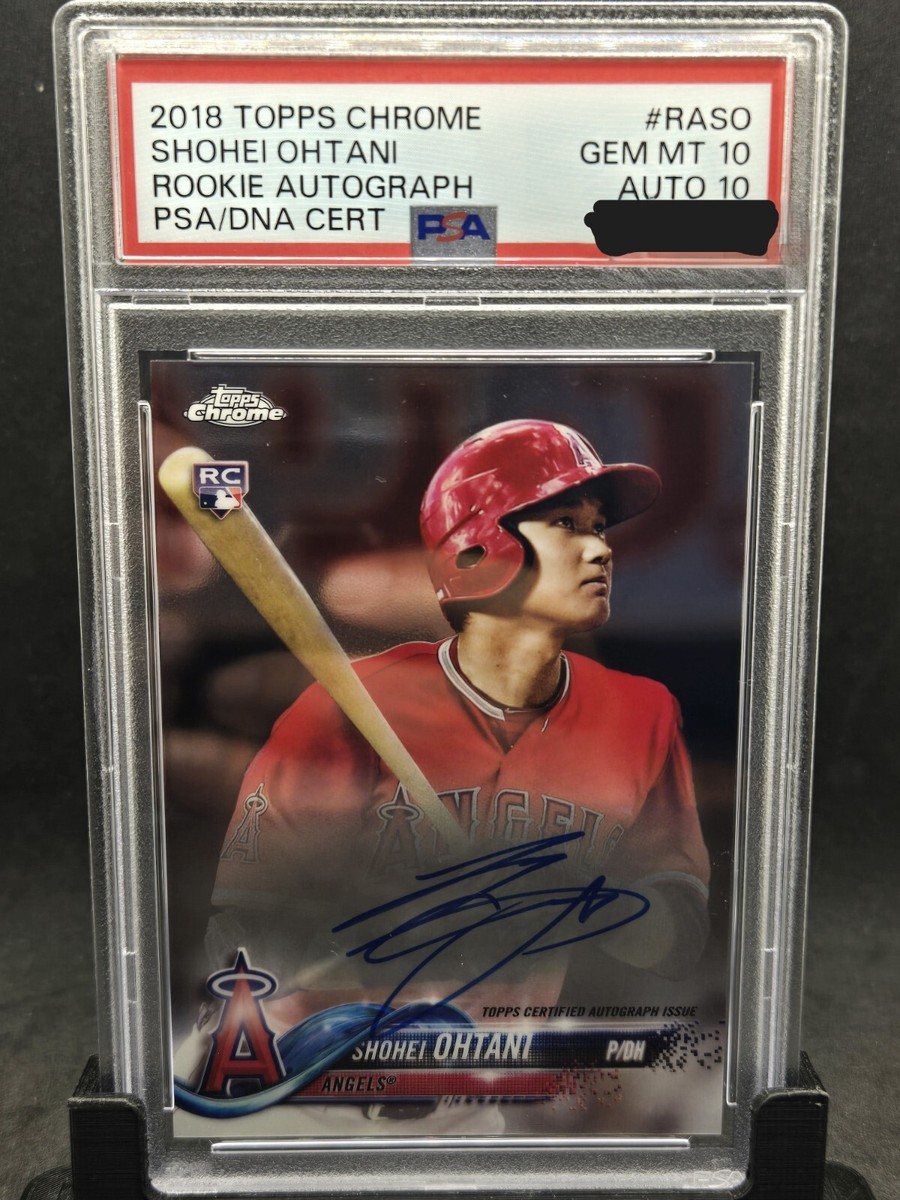 2018 TOPPS CHROME #RASO
SHOHEI OHTANI GEM MT 10
ROOKIE AUTOGRAPH AUTO 10
PSA/DNA CERT PSA
topps
Chrome
RC
A
ANGELS
A
TOPPS CERTIFIED AUTOGRAPH ISSUE
SHOHEI OHTANI P/DH
A
ANGELS®